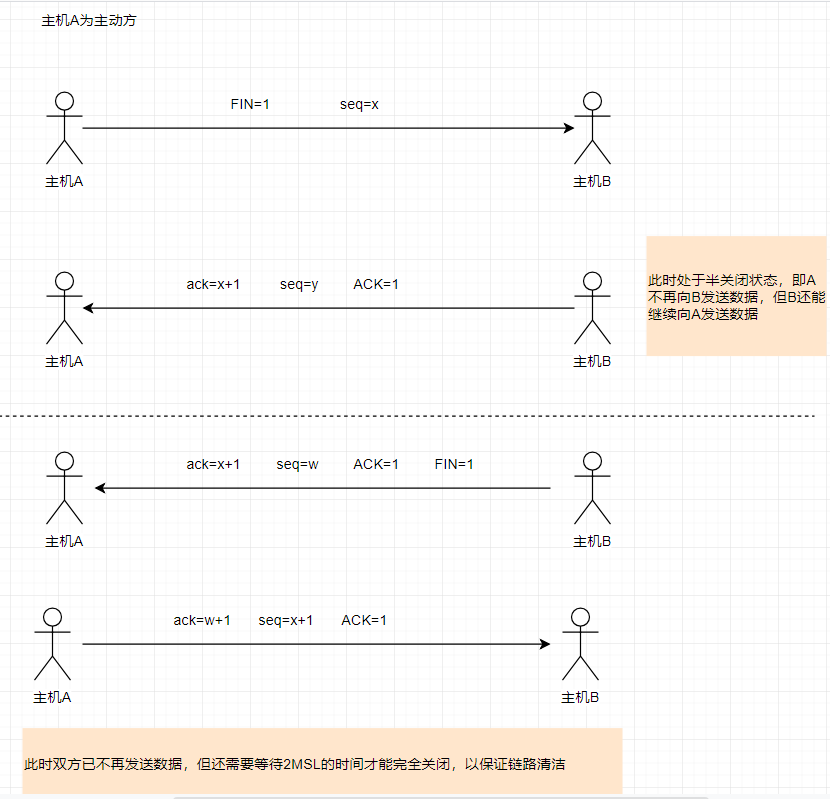 主机A为主动方
FIN=1 seq=x
主机A 主机B
ack=x+1 seq=y ACK=1
此时处于半关闭状态，即A
不再向B发送数据，但B还能
继续向A发送数据
主机A 主机B
ack=x+1 seq=w ACK=1 FIN=1
主机A 主机B
ack=w+1 seq=x+1 ACK=1
主机A 主机B
此时双方已不再发送数据，但还需要等待2MSL的时间才能完全关闭，以保证链路清洁